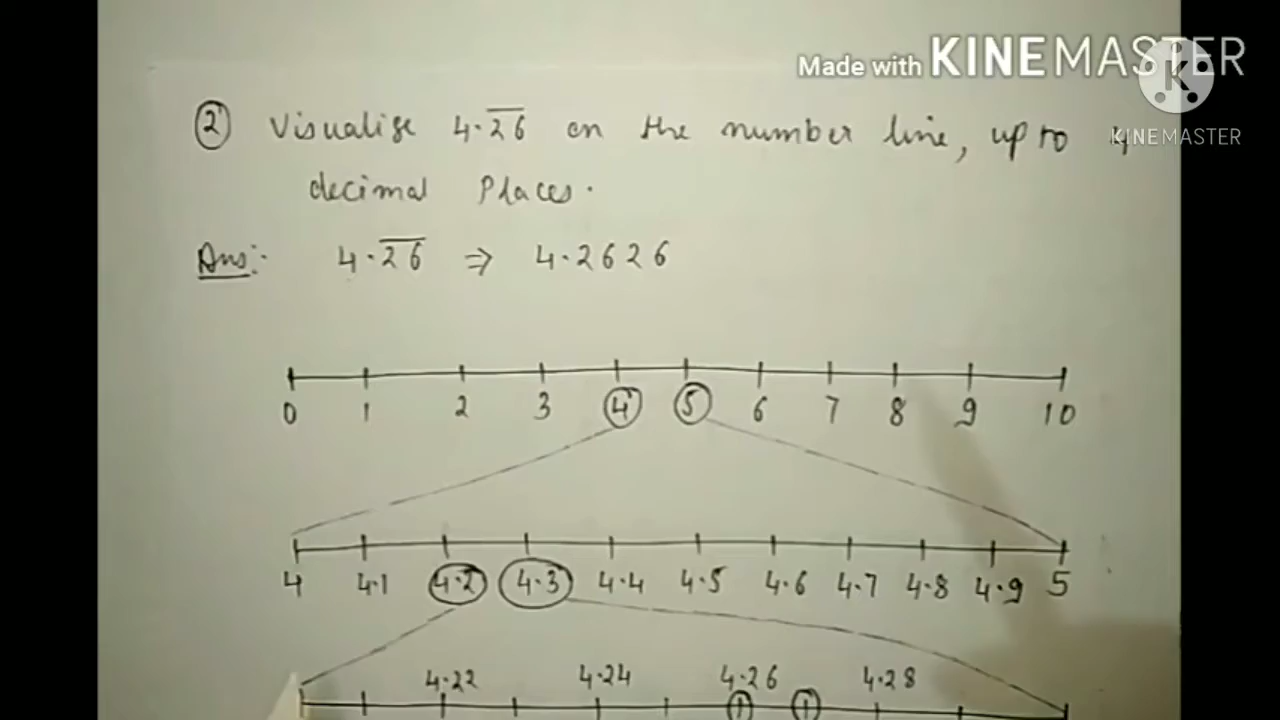 Made with KINEMASTER
K
KINEMASTER
② Visualise 4.2̅6̅ on the number line, up to 4
decimal Places.
Ans:- 4.2̅6̅ ⇒ 4.2626
0 1 2 3 4 5 6 7 8 9 10
4 4.1 4.2 4.3 4.4 4.5 4.6 4.7 4.8 4.9 5
4.22 4.24 4.26 4.28